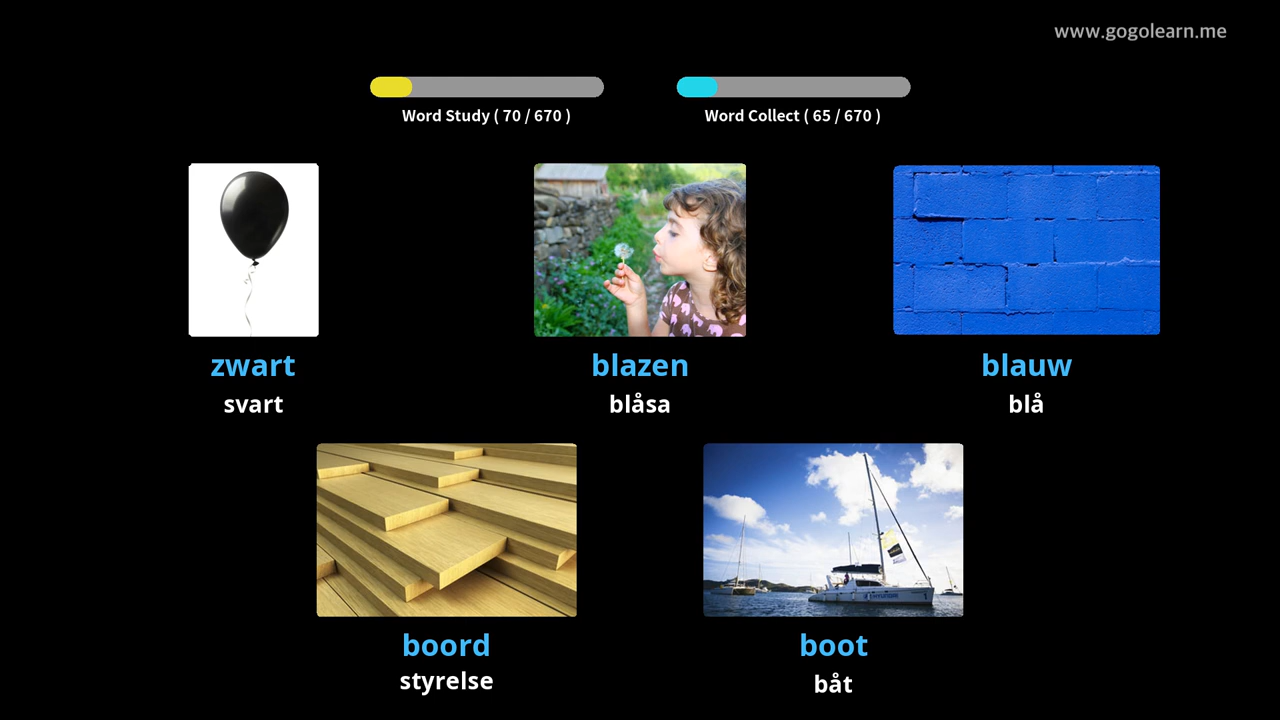 www.gogolearn.me
Word Study ( 70 / 670 )
Word Collect ( 65 / 670 )
zwart
svart
blazen
blåsa
blauw
blå
boord
styrelse
boot
båt